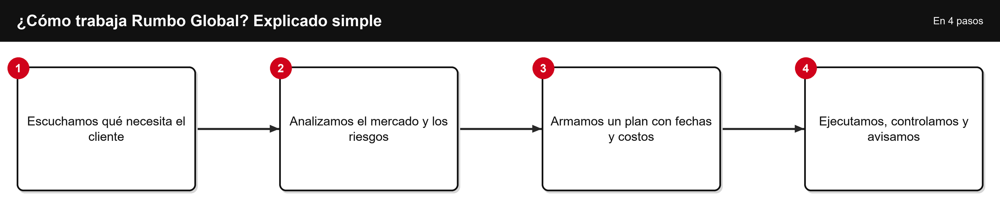 ¿Cómo trabaja Rumbo Global? Explicado simple
En 4 pasos
1
Escuchamos qué necesita el
cliente
2
Analizamos el mercado y los
riesgos
3
Armamos un plan con fechas
y costos
4
Ejecutamos, controlamos y
avisamos